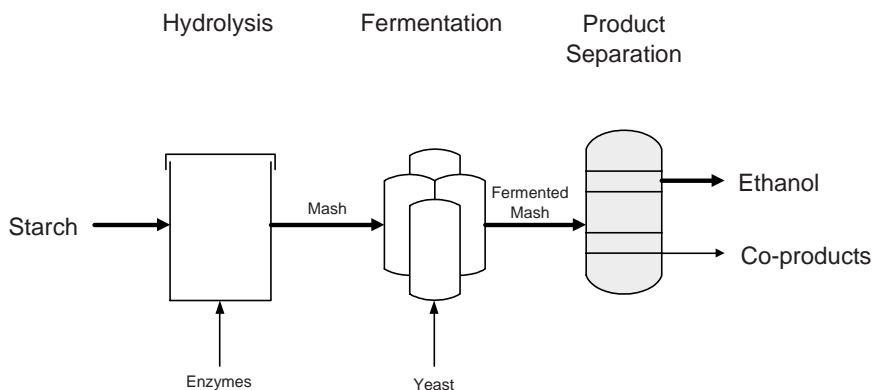 Hydrolysis
Fermentation
Product
Separation
Starch
Mash
Fermented
Mash
Ethanol
Co-products
Enzymes
Yeast